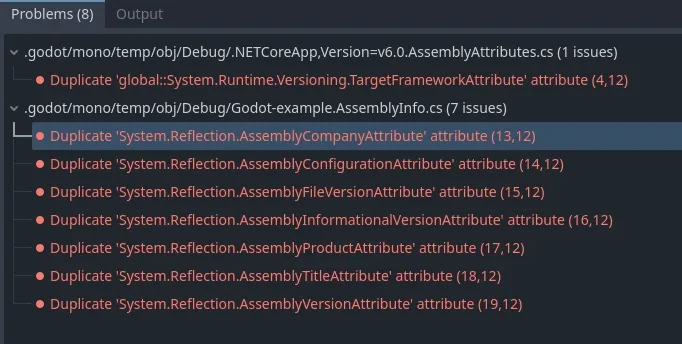 Problems (8) Output
.godot/mono/temp/obj/Debug/.NETCoreApp,Version=v6.0.AssemblyAttributes.cs (1 issues)
Duplicate 'global::System.Runtime.Versioning.TargetFrameworkAttribute' attribute (4,12)
.godot/mono/temp/obj/Debug/Godot-example.AssemblyInfo.cs (7 issues)
Duplicate 'System.Reflection.AssemblyCompanyAttribute' attribute (13,12)
Duplicate 'System.Reflection.AssemblyConfigurationAttribute' attribute (14,12)
Duplicate 'System.Reflection.AssemblyFileVersionAttribute' attribute (15,12)
Duplicate 'System.Reflection.AssemblyInformationalVersionAttribute' attribute (16,12)
Duplicate 'System.Reflection.AssemblyProductAttribute' attribute (17,12)
Duplicate 'System.Reflection.AssemblyTitleAttribute' attribute (18,12)
Duplicate 'System.Reflection.AssemblyVersionAttribute' attribute (19,12)